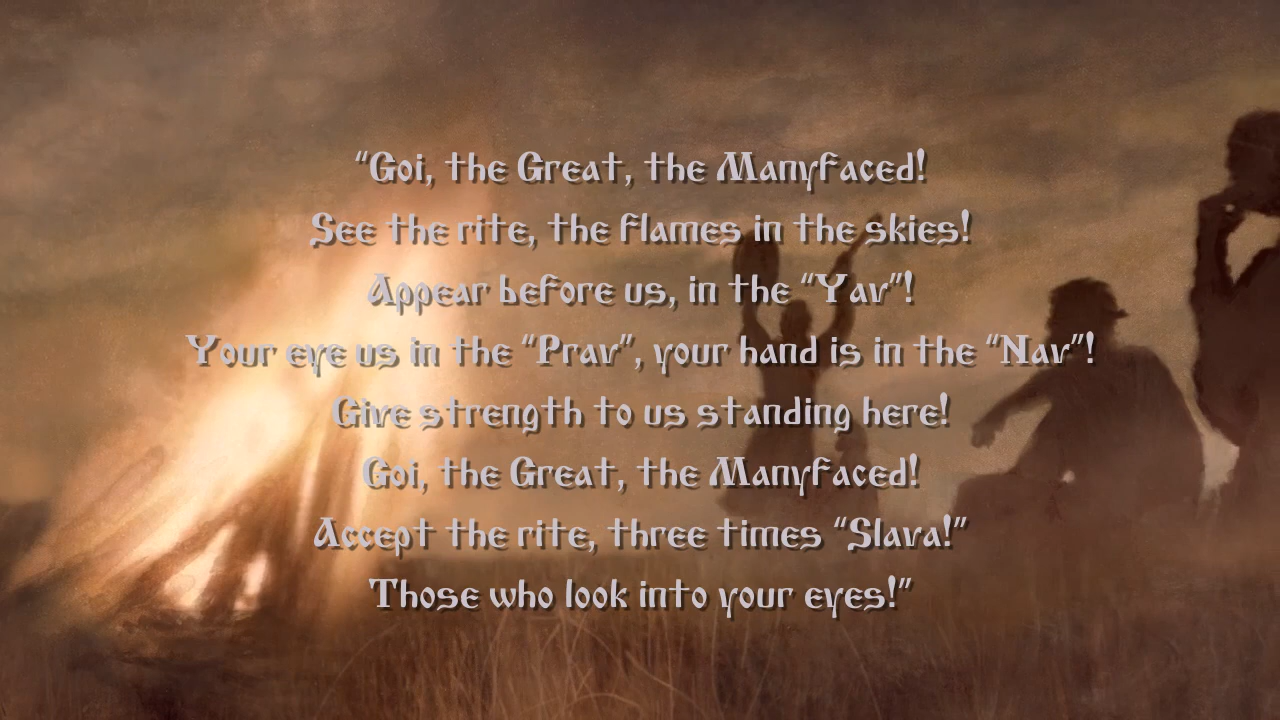 “Goi, the Great, the Manyfaced!
See the rite, the flames in the skies!
Appear before us, in the “Yav”!
Your eye us in the “Prav”, your hand is in the “Nav”!
Give strength to us standing here!
Goi, the Great, the Manyfaced!
Accept the rite, three times “Slava!”
Those who look into your eyes!”